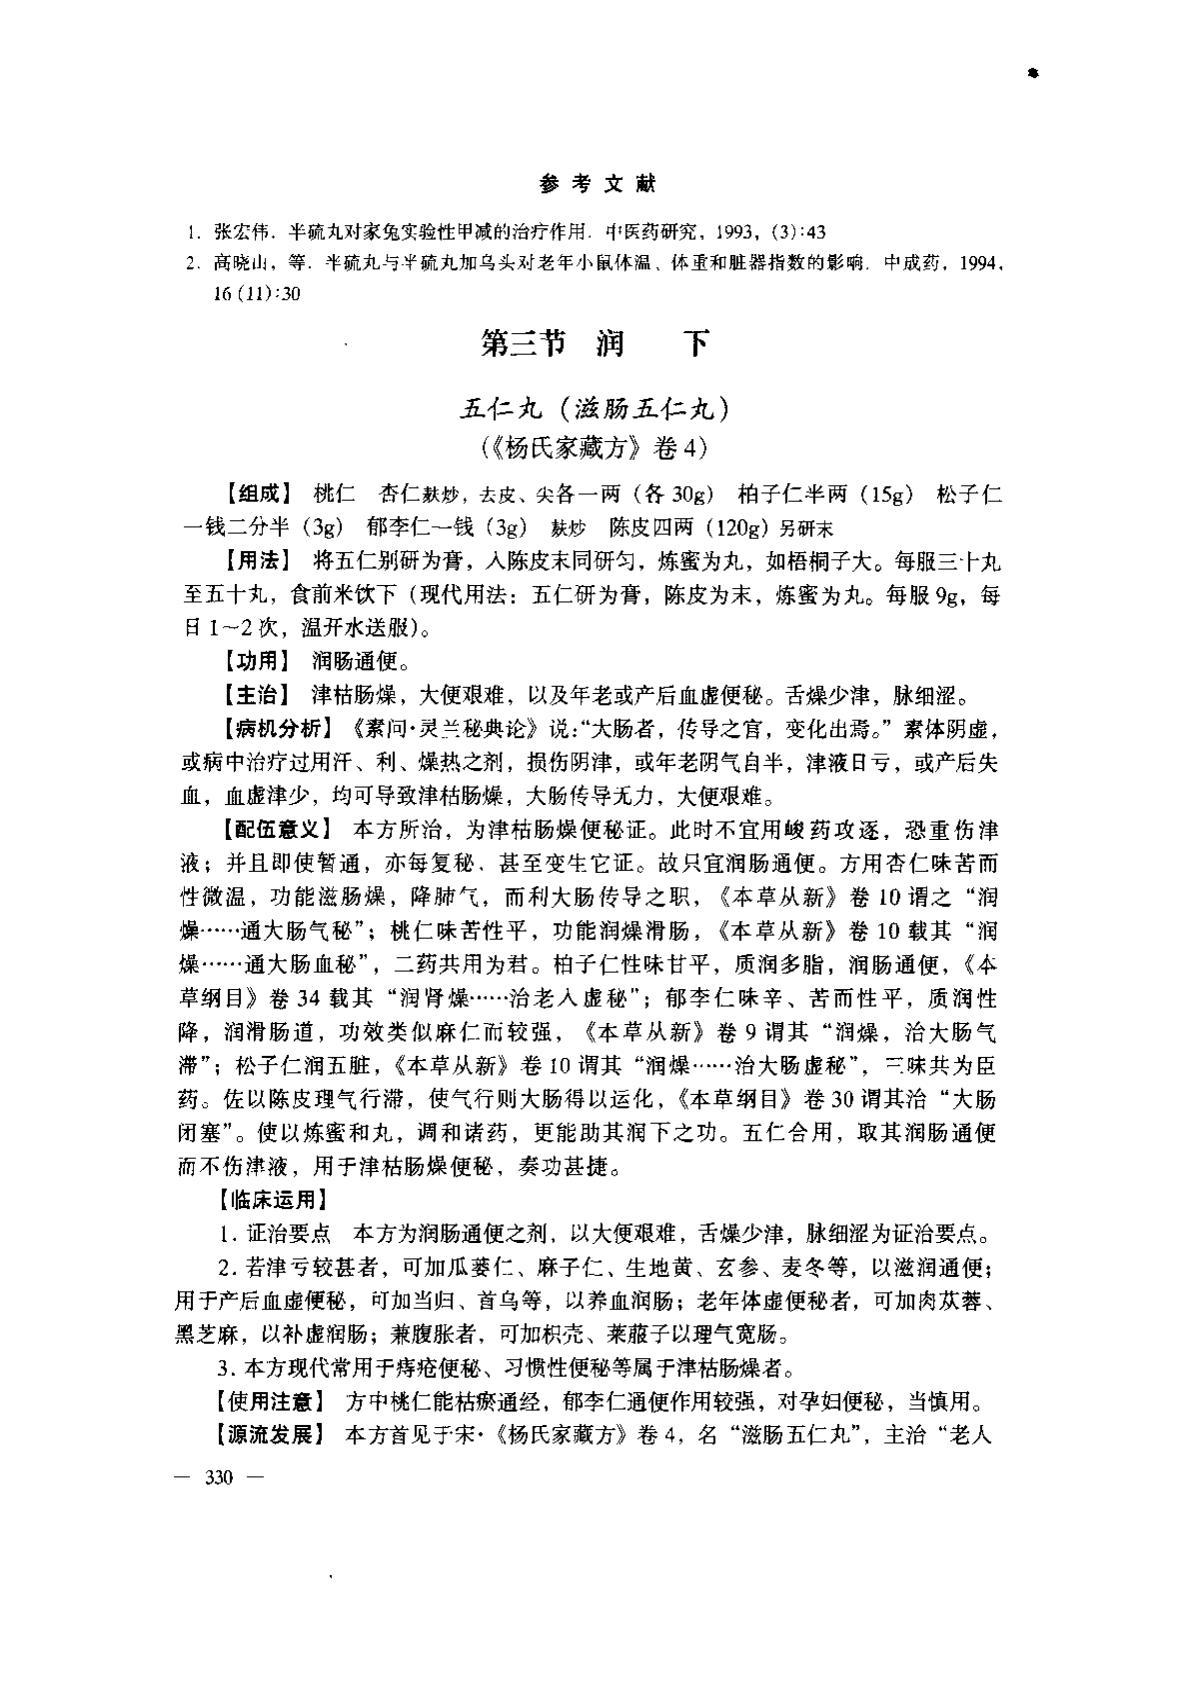 参考文献
1. 张宏伟. 半硫丸对家兔实验性甲减的治疗作用. 中医药研究, 1993, (3):43
2. 高晓山, 等. 半硫丸与半硫丸加乌头对老年小鼠体温、体重和脏器指数的影响. 中成药, 1994,
16 (11):30
第三节 润 下
五仁丸（滋肠五仁丸）
（《杨氏家藏方》卷 4）
【组成】 桃仁 杏仁麸炒，去皮、尖各一两（各 30g） 柏子仁半两（15g） 松子仁
一钱二分半（3g） 郁李仁一钱（3g） 麸炒 陈皮四两（120g）另研末
【用法】 将五仁别研为膏，入陈皮末同研匀，炼蜜为丸，如梧桐子大。每服三十丸
至五十丸，食前米饮下（现代用法：五仁研为膏，陈皮为末，炼蜜为丸。每服 9g，每
日 1～2 次，温开水送服）。
【功用】 润肠通便。
【主治】 津枯肠燥，大便艰难，以及年老或产后血虚便秘。舌燥少津，脉细涩。
【病机分析】《素问·灵兰秘典论》说：“大肠者，传导之官，变化出焉。”素体阴虚，
或病中治疗过用汗、利、燥热之剂，损伤阴津，或年老阴气自半，津液日亏，或产后失
血，血虚津少，均可导致津枯肠燥，大肠传导无力，大便艰难。
【配伍意义】 本方所治，为津枯肠燥便秘证。此时不宜用峻药攻逐，恐重伤津
液；并且即使暂通，亦每复秘，甚至变生它证。故只宜润肠通便。方用杏仁味苦而
性微温，功能滋肠燥，降肺气，而利大肠传导之职，《本草从新》卷 10 谓之“润
燥……通大肠气秘”；桃仁味苦性平，功能润燥滑肠，《本草从新》卷 10 载其“润
燥……通大肠血秘”，二药共用为君。柏子仁性味甘平，质润多脂，润肠通便，《本
草纲目》卷 34 载其“润肾燥……治老人虚秘”；郁李仁味辛、苦而性平，质润性
降，润滑肠道，功效类似麻仁而较强，《本草从新》卷 9 谓其“润燥，治大肠气
滞”；松子仁润五脏，《本草从新》卷 10 谓其“润燥……治大肠虚秘”，三味共为臣
药。佐以陈皮理气行滞，使气行则大肠得以运化，《本草纲目》卷 30 谓其治“大肠
闭塞”。使以炼蜜和丸，调和诸药，更能助其润下之功。五仁合用，取其润肠通便
而不伤津液，用于津枯肠燥便秘，奏功甚捷。
【临床运用】
1. 证治要点 本方为润肠通便之剂，以大便艰难，舌燥少津，脉细涩为证治要点。
2. 若津亏较甚者，可加瓜蒌仁、麻子仁、生地黄、玄参、麦冬等，以滋润通便；
用于产后血虚便秘，可加当归、首乌等，以养血润肠；老年体虚便秘者，可加肉苁蓉、
黑芝麻，以补虚润肠；兼腹胀者，可加枳壳、莱菔子以理气宽肠。
3. 本方现代常用于痔疮便秘、习惯性便秘等属于津枯肠燥者。
【使用注意】 方中桃仁能枯瘀通经，郁李仁通便作用较强，对孕妇便秘，当慎用。
【源流发展】 本方首见于宋·《杨氏家藏方》卷 4，名“滋肠五仁丸”，主治“老人
— 330 —